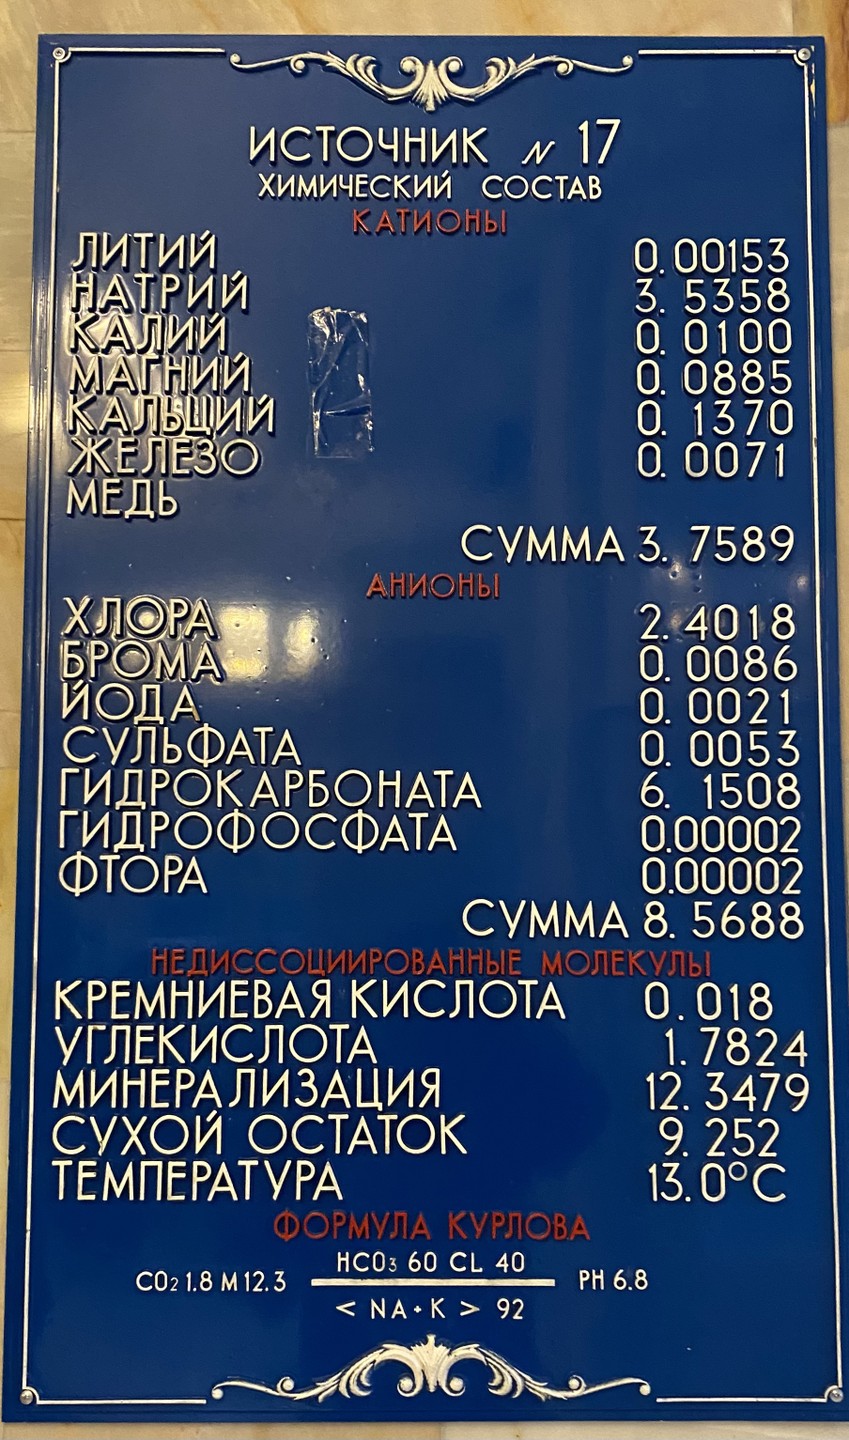 ИСТОЧНИК N 17
ХИМИЧЕСКИЙ СОСТАВ
КАТИОНЫ
ЛИТИЙ 0.00153
НАТРИЙ 3. 5358
КАЛИЙ 0. 0100
МАГНИЙ 0. 0885
КАЛЬЦИЙ 0. 1370
ЖЕЛЕЗО 0. 0071
МЕДЬ
СУММА 3. 7589
АНИОНЫ
ХЛОРА 2. 4018
БРОМА 0. 0086
ЙОДА 0. 0021
СУЛЬФАТА 0. 0053
ГИДРОКАРБОНАТА 6. 1508
ГИДРОФОСФАТА 0.00002
ФТОРА 0.00002
СУММА 8. 5688
НЕДИССОЦИИРОВАННЫЕ МОЛЕКУЛЫ
КРЕМНИЕВАЯ КИСЛОТА 0.018
УГЛЕКИСЛОТА 1. 7824
МИНЕРАЛИЗАЦИЯ 12. 3479
СУХОЙ ОСТАТОК 9. 252
ТЕМПЕРАТУРА 13.0°C
ФОРМУЛА КУРЛОВА
HCO₃ 60 CL 40
CO₂ 1.8 M 12.3 PH 6.8
< NA+K > 92